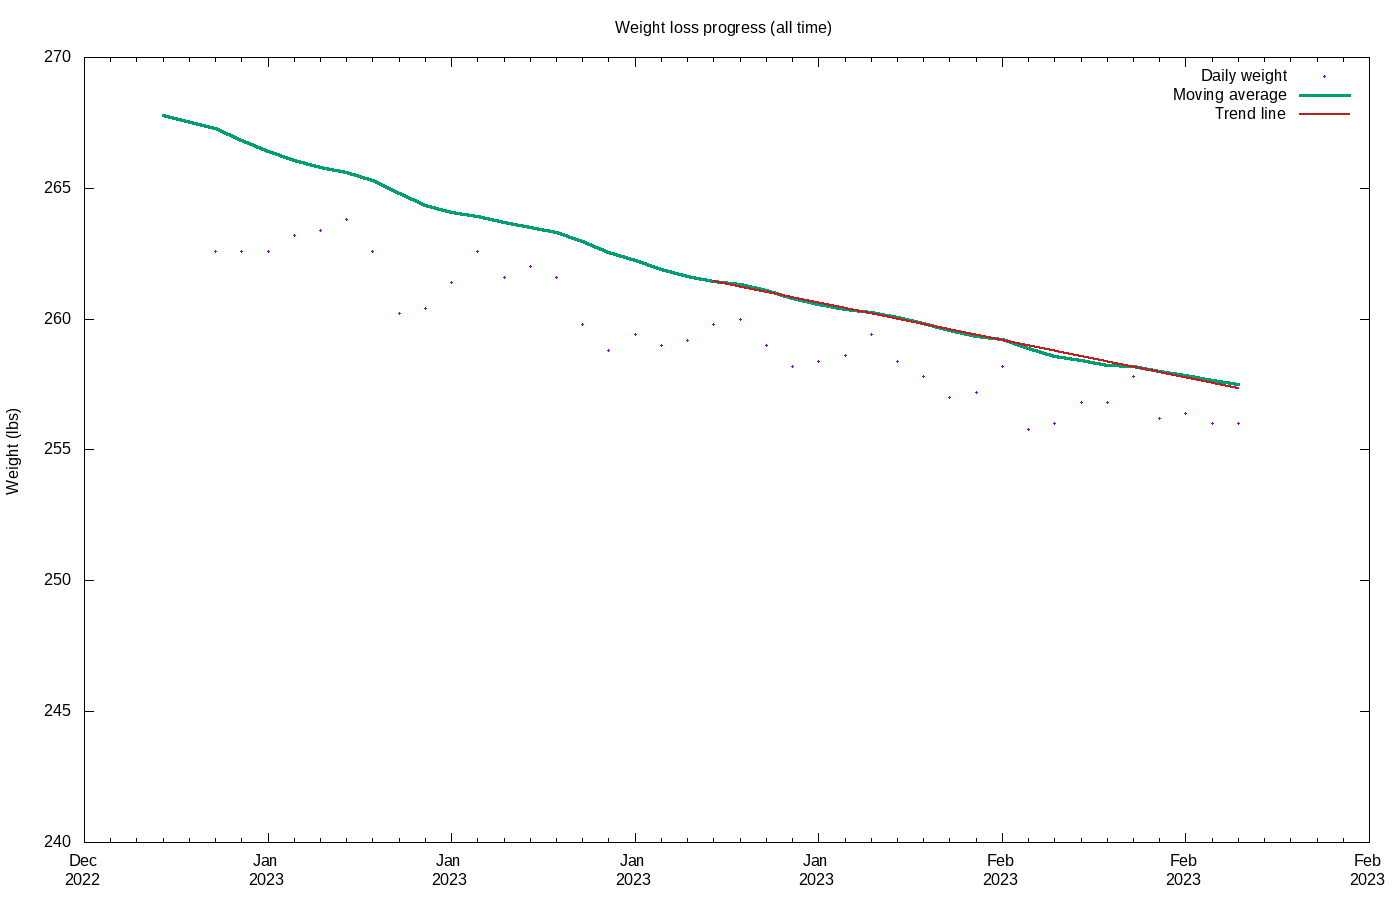 Weight loss progress (all time)
270
265
260
255
250
245
240
Weight (lbs)
Daily weight
Moving average
Trend line
Dec Jan Jan Jan Jan Feb Feb Feb
2022 2023 2023 2023 2023 2023 2023 2023